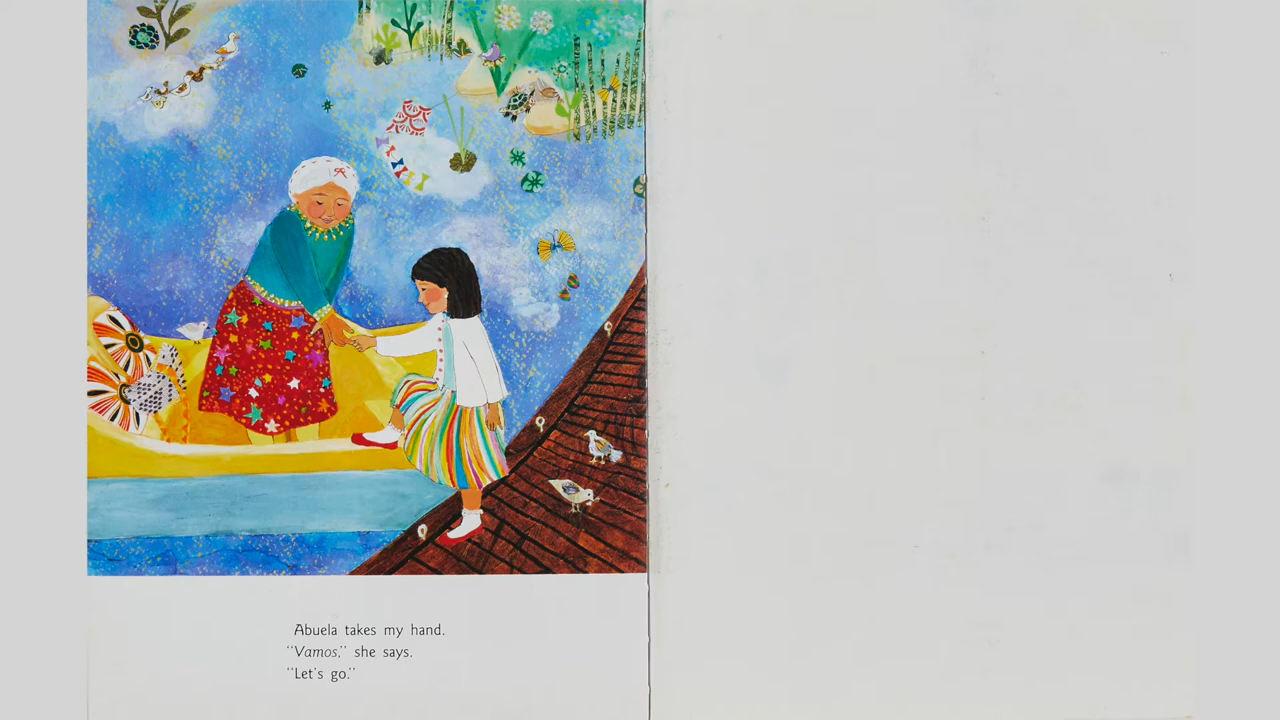 Abuela takes my hand.
“Vamos,” she says.
“Let's go.”